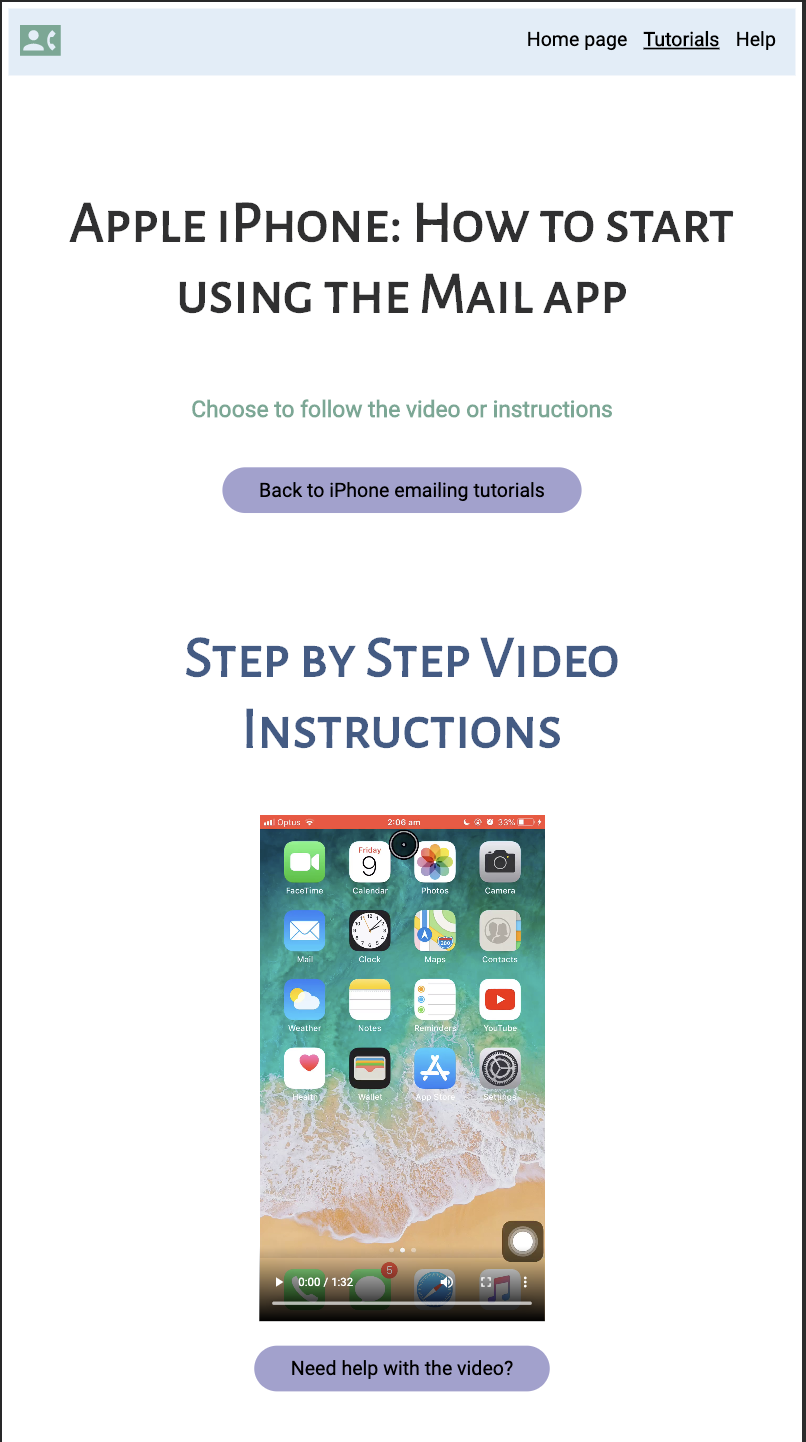 Home page Tutorials Help
Apple iPhone: How to start
using the Mail app
Choose to follow the video or instructions
Back to iPhone emailing tutorials
Step by Step Video
Instructions
Optus 2:06 am 33%
Friday
9
FaceTime Calendar Photos Camera
280
Mail Clock Maps Contacts
Weather Notes Reminders YouTube
Health Wallet App Store Settings
5
0:00 / 1:32
Need help with the video?